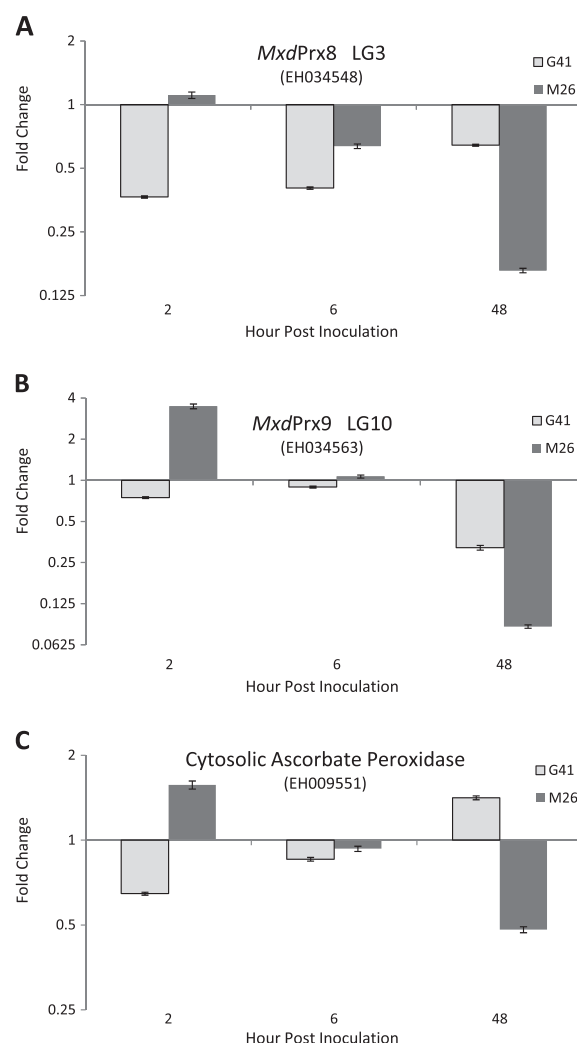 A
MxdPrx8 LG3
(EH034548)
G41
M26
Fold Change
2
1
0.5
0.25
0.125
2 6 48
Hour Post Inoculation
B
MxdPrx9 LG10
(EH034563)
G41
M26
Fold Change
4
2
1
0.5
0.25
0.125
0.0625
2 6 48
Hour Post Inoculation
C
Cytosolic Ascorbate Peroxidase
(EH009551)
G41
M26
Fold Change
2
1
0.5
0.25
2 6 48
Hour Post Inoculation